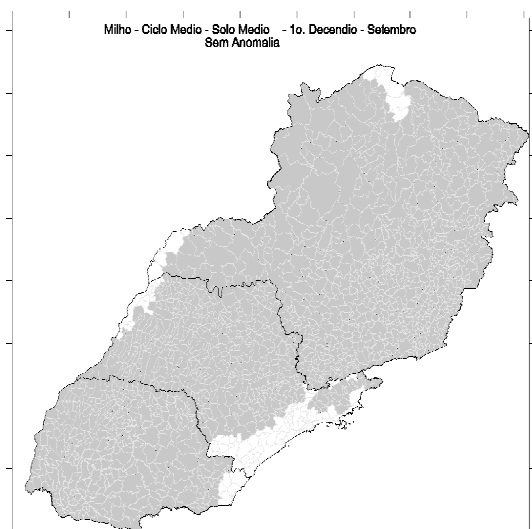 Milho - Ciclo Medio - Solo Medio - 1o. Decendio - Setembro
Sem Anomalia